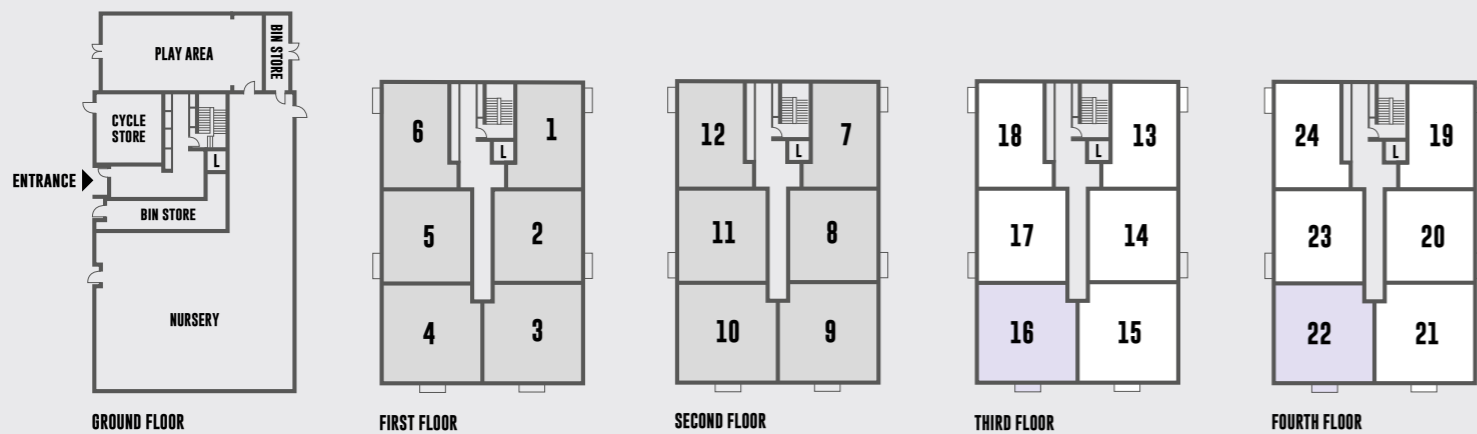 PLAY AREA
BIN STORE
CYCLE
STORE
L
ENTRANCE
BIN STORE
NURSERY
GROUND FLOOR
6
1
L
5
2
4
3
FIRST FLOOR
12
7
L
11
8
10
9
SECOND FLOOR
18
13
L
17
14
16
15
THIRD FLOOR
24
19
L
23
20
22
21
FOURTH FLOOR